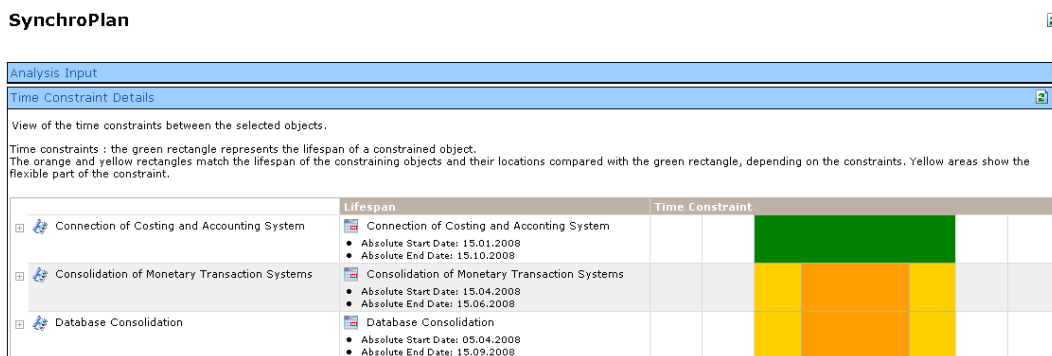 SynchroPlan
Analysis Input
Time Constraint Details
View of the time constraints between the selected objects.
Time constraints : the green rectangle represents the lifespan of a constrained object.
The orange and yellow rectangles match the lifespan of the constraining objects and their locations compared with the green rectangle, depending on the constraints. Yellow areas show the
flexible part of the constraint.
Lifespan Time Constraint
Connection of Costing and Accounting System Connection of Costing and Acconting System
• Absolute Start Date: 15.01.2008
• Absolute End Date: 15.10.2008
Consolidation of Monetary Transaction Systems Consolidation of Monetary Transaction Systems
• Absolute Start Date: 15.04.2008
• Absolute End Date: 15.06.2008
Database Consolidation Database Consolidation
• Absolute Start Date: 05.04.2008
• Absolute End Date: 15.09.2008